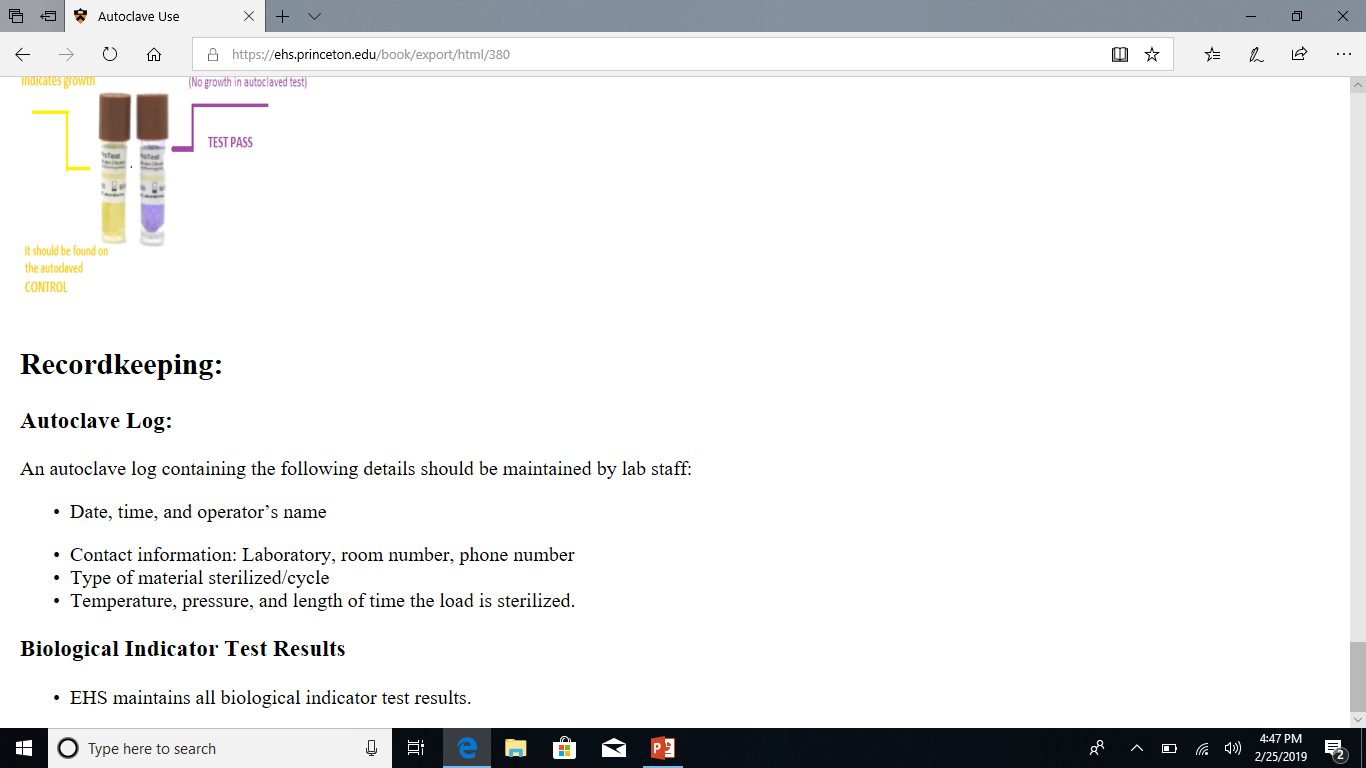 Autoclave Use
https://ehs.princeton.edu/book/export/html/380
indicates growth
(No growth in autoclaved test)
TEST PASS
ProTest
ProTest
It should be found on
the autoclaved
CONTROL
Recordkeeping:
Autoclave Log:
An autoclave log containing the following details should be maintained by lab staff:
• Date, time, and operator’s name
• Contact information: Laboratory, room number, phone number
• Type of material sterilized/cycle
• Temperature, pressure, and length of time the load is sterilized.
Biological Indicator Test Results
• EHS maintains all biological indicator test results.
Type here to search
4:47 PM
2/25/2019
2